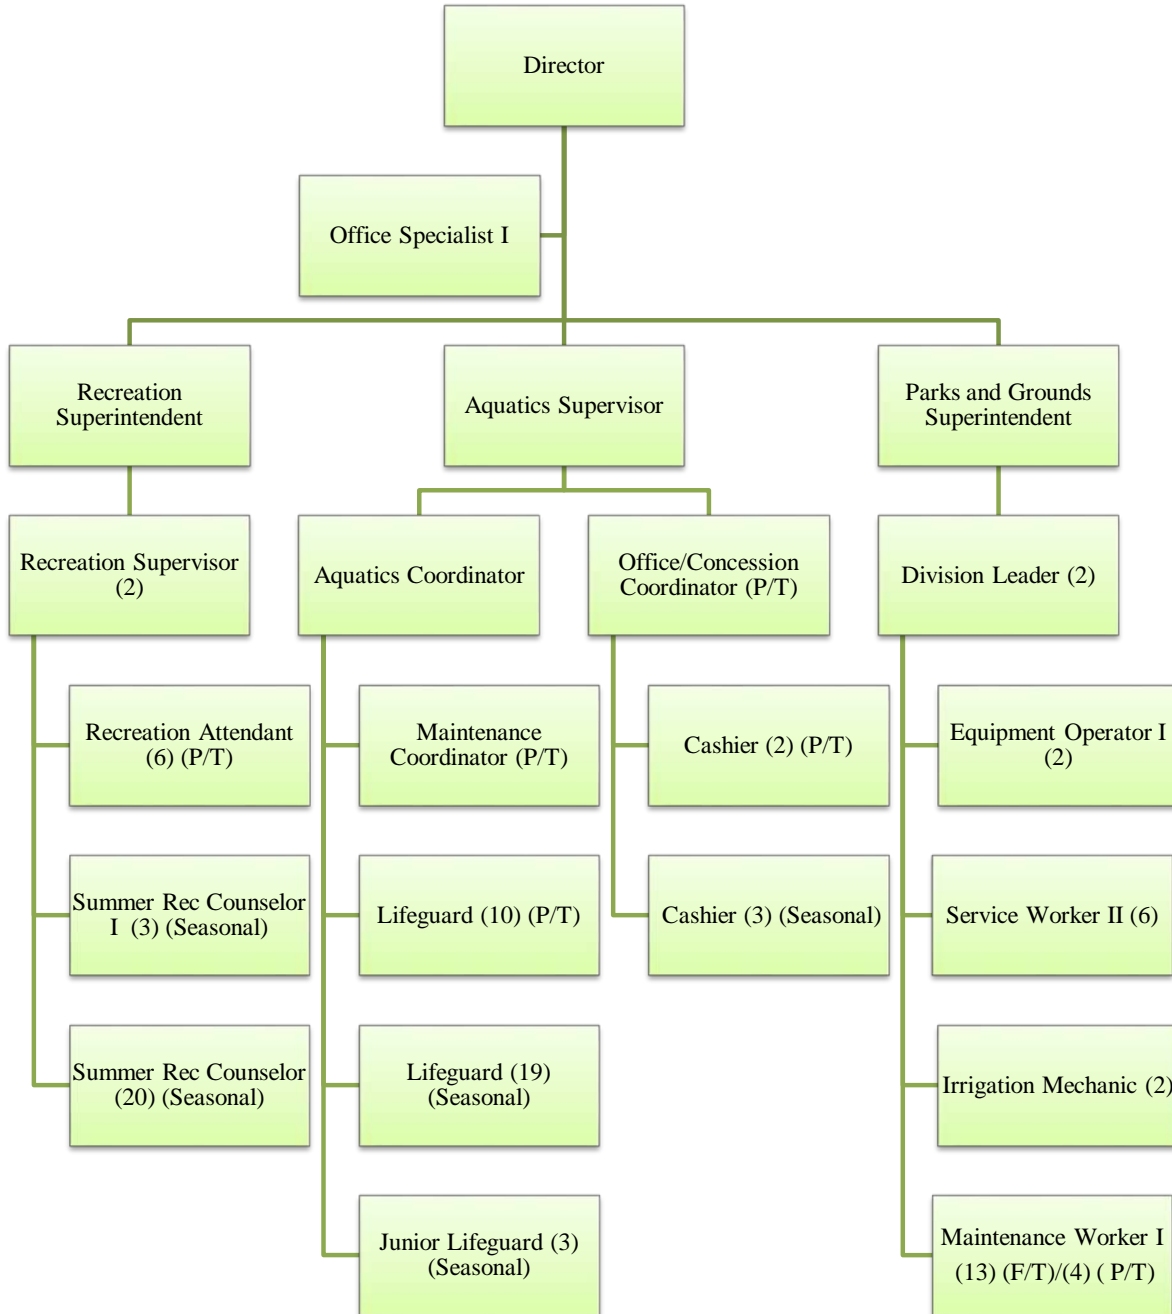 Director
Office Specialist I
Recreation
Superintendent
Aquatics Supervisor
Parks and Grounds
Superintendent
Recreation Supervisor
(2)
Aquatics Coordinator
Office/Concession
Coordinator (P/T)
Division Leader (2)
Recreation Attendant
(6) (P/T)
Maintenance
Coordinator (P/T)
Cashier (2) (P/T)
Equipment Operator I
(2)
Summer Rec Counselor
I (3) (Seasonal)
Lifeguard (10) (P/T)
Cashier (3) (Seasonal)
Service Worker II (6)
Summer Rec Counselor
(20) (Seasonal)
Lifeguard (19)
(Seasonal)
Irrigation Mechanic (2)
Junior Lifeguard (3)
(Seasonal)
Maintenance Worker I
(13) (F/T)/(4) ( P/T)